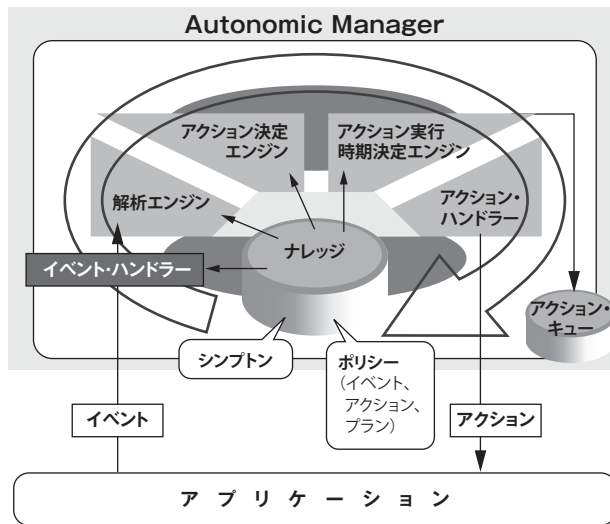 Autonomic Manager
アクション決定
エンジン
アクション実行
時期決定エンジン
解析エンジン
アクション・
ハンドラー
ナレッジ
イベント・ハンドラー
アクション・
キュー
シンプトン
ポリシー
（イベント、
アクション、
プラン）
イベント
アクション
アプリケーション